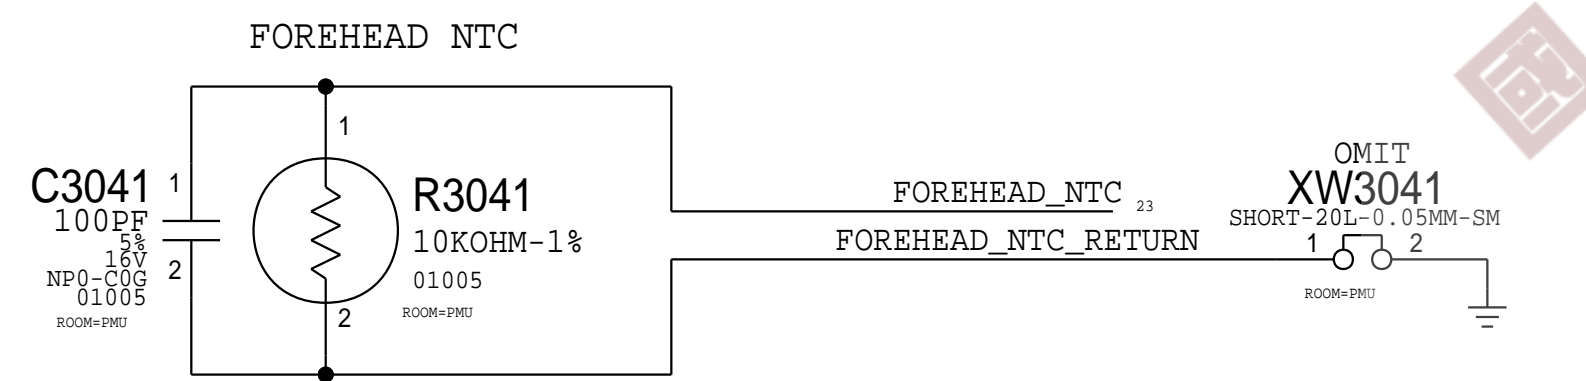 FOREHEAD NTC
C3041
1
100PF
5%
16V
NP0-C0G
01005
2
ROOM=PMU
1
R3041
10KOHM-1%
01005
2
ROOM=PMU
FOREHEAD_NTC 23
FOREHEAD_NTC_RETURN
OMIT
XW3041
SHORT-20L-0.05MM-SM
1 2
ROOM=PMU